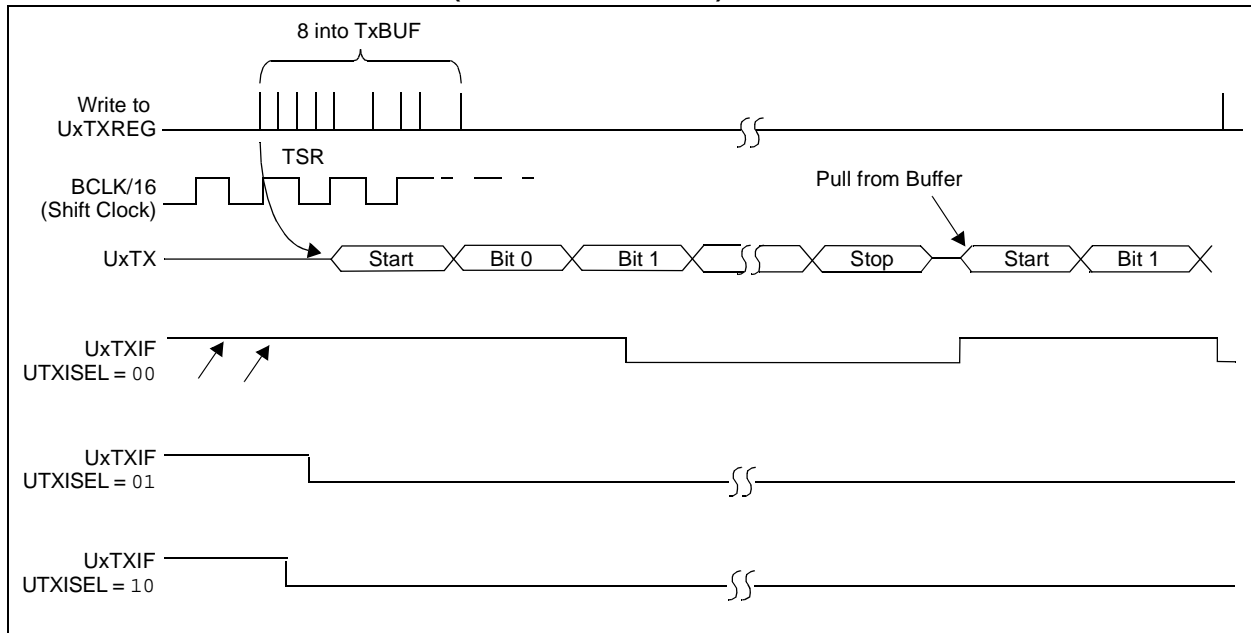 8 into TxBUF
Write to
UxTXREG
TSR
BCLK/16
(Shift Clock)
Pull from Buffer
UxTX
Start
Bit 0
Bit 1
Stop
Start
Bit 1
UxTXIF
UTXISEL = 00
UxTXIF
UTXISEL = 01
UxTXIF
UTXISEL = 10